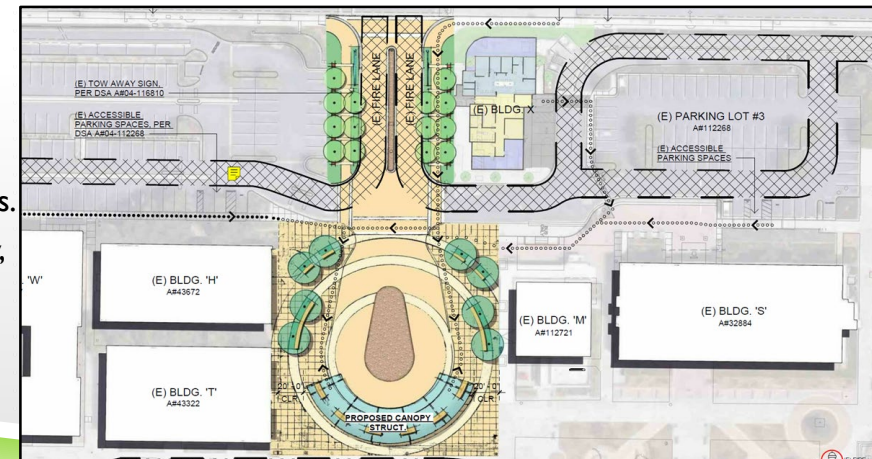 s.
,
(E) FIRE LANE
(E) FIRE LANE
(E) TOW AWAY SIGN,
PER DSA A#04-116810
(E) ACCESSIBLE
PARKING SPACES, PER
DSA A#04-112268
(E) BLDG. X
(E) PARKING LOT #3
A#112268
(E) ACCESSIBLE
PARKING SPACES
'W'
(E) BLDG. 'H'
A#43672
(E) BLDG. 'T'
A#43322
(E) BLDG. 'M'
A#112721
(E) BLDG. 'S'
A#32884
20' - 0"
CLR.
20' - 0"
CLR.
PROPOSED CANOPY
STRUCT.